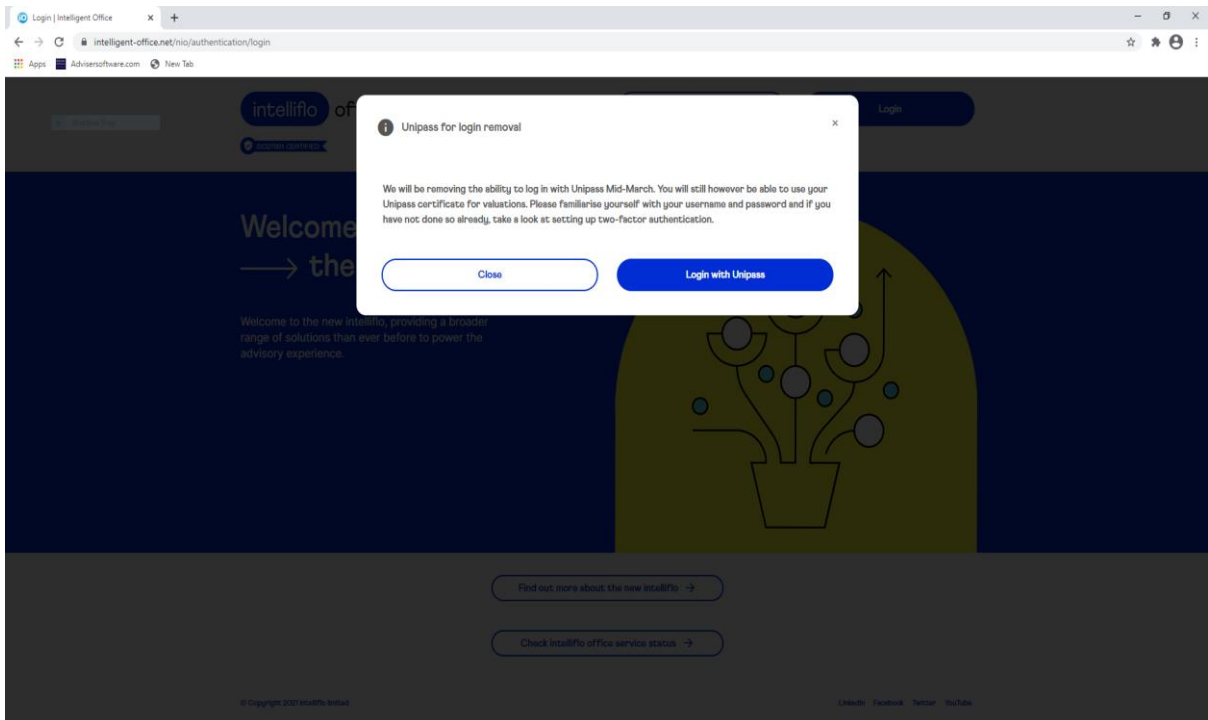 Login | Intelligent Office
intelligent-office.net/nio/authentication/login
Apps Advisersoftware.com New Tab
intelliflo of
Login
Unipass for login removal
We will be removing the ability to log in with Unipass Mid-March. You will still however be able to use your
Unipass certificate for valuations. Please familiarise yourself with your username and password and if you
have not done so already, take a look at setting up two-factor authentication.
Close
Login with Unipass
Welcome
the
Welcome to the new intelliflo, providing a broader
range of solutions than ever before to power the
advisory experience.
Find out more about the new intelliflo
Check intelliflo office service status
© Copyright 2021 intelliflo limited
LinkedIn Facebook Twitter YouTube